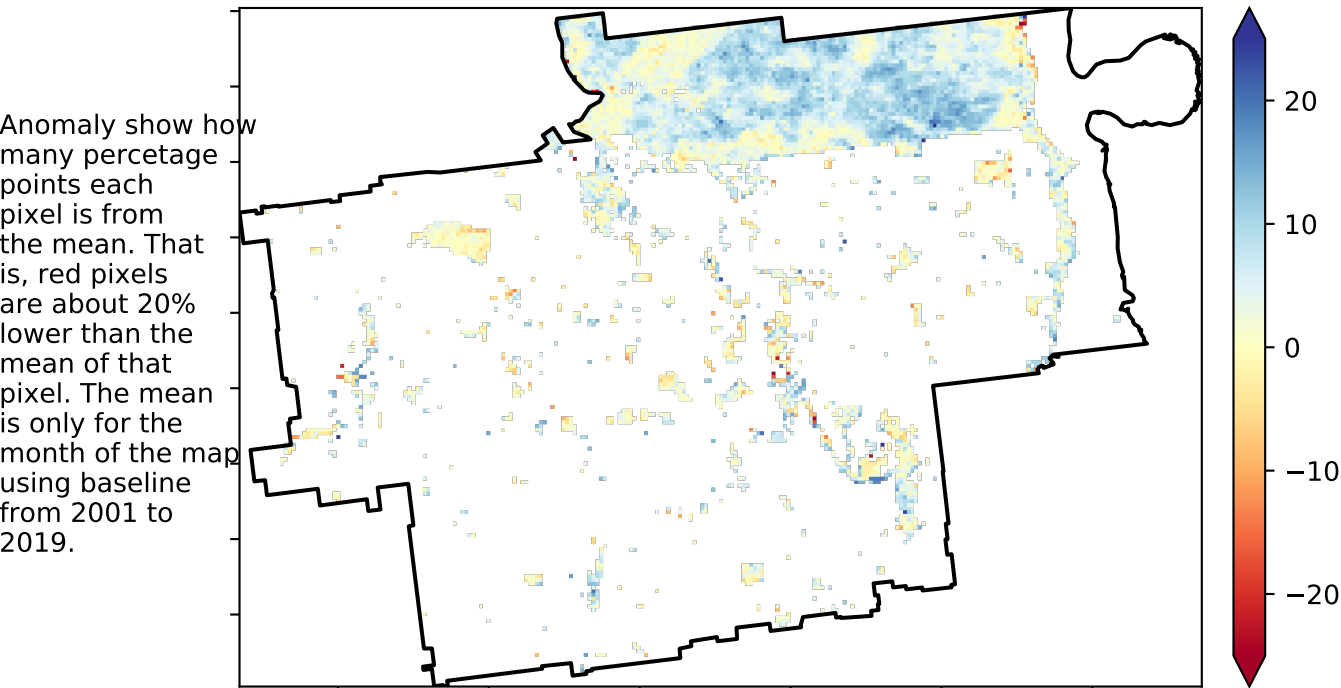 Anomaly show how
many percetage
points each
pixel is from
the mean. That
is, red pixels
are about 20%
lower than the
mean of that
pixel. The mean
is only for the
month of the map
using baseline
from 2001 to
2019.
20
10
0
−10
−20